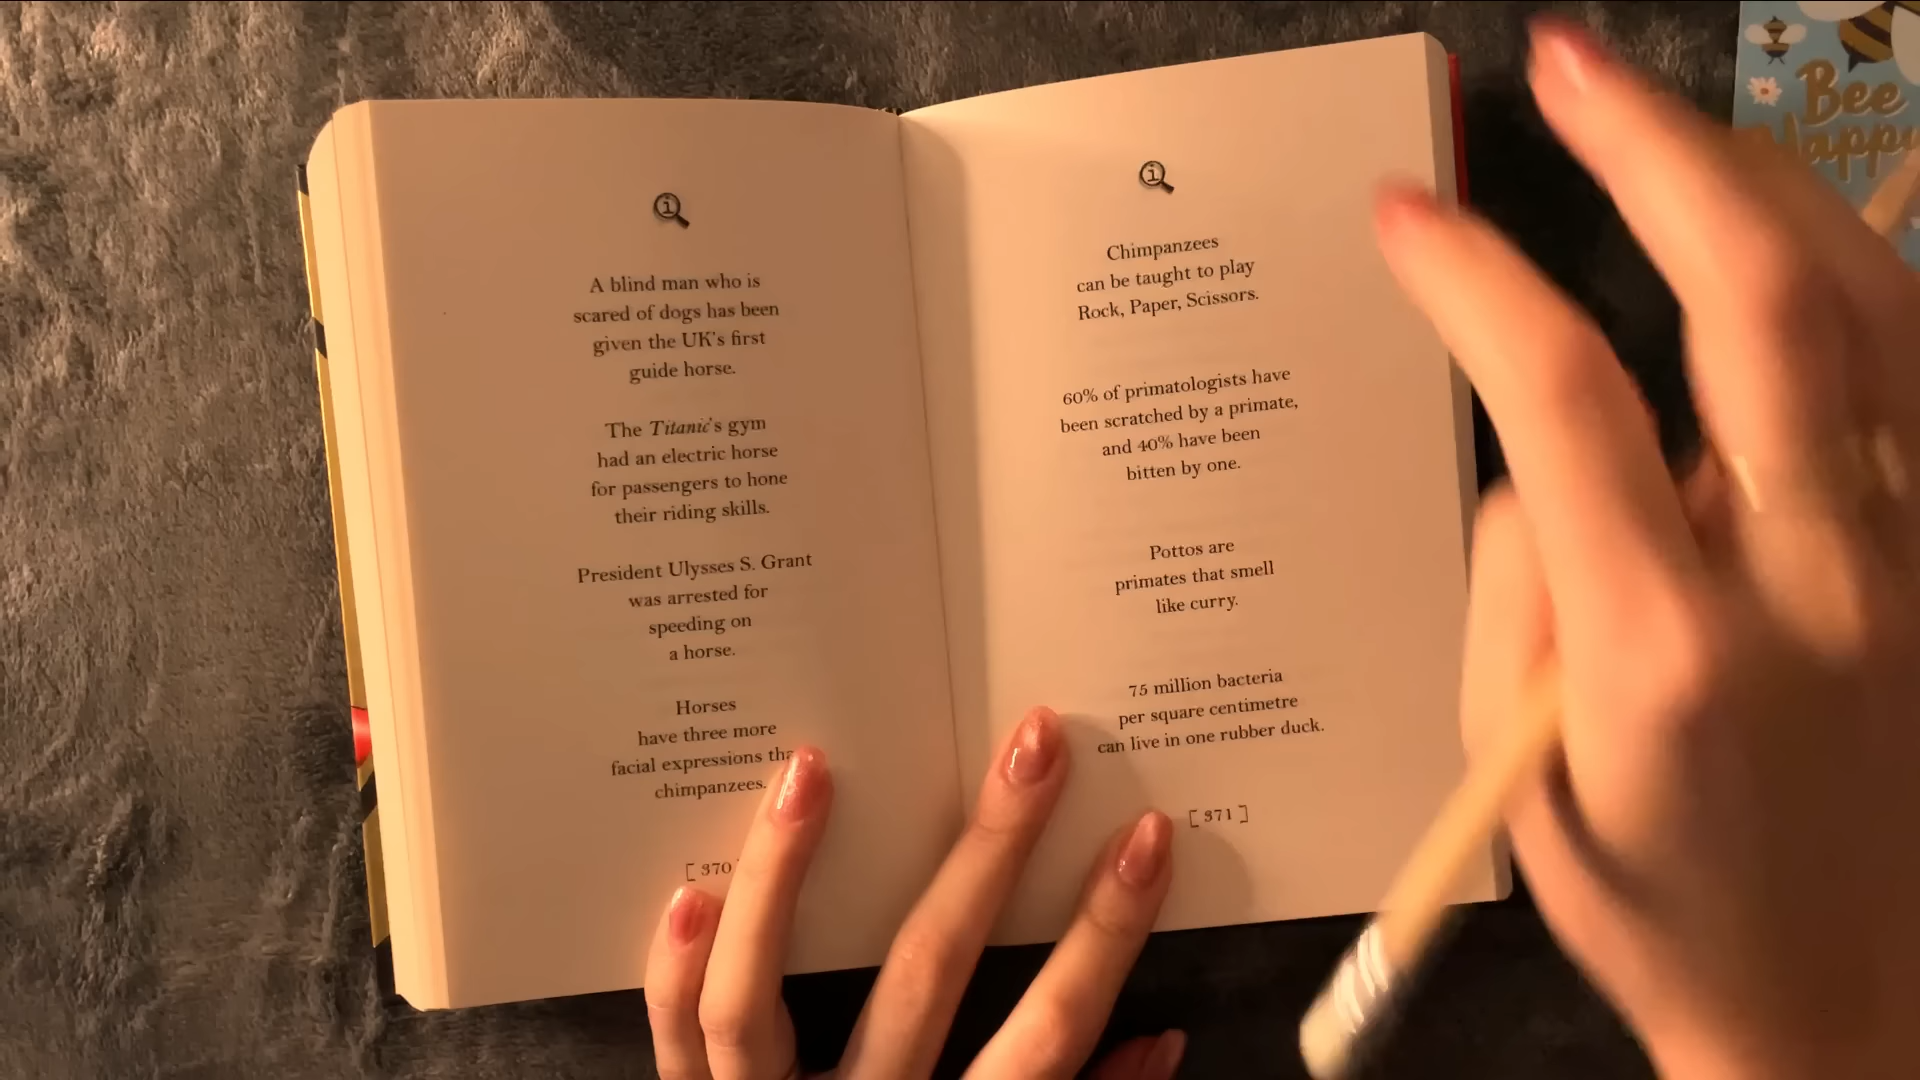 A blind man who is
scared of dogs has been
given the UK's first
guide horse.
The Titanic's gym
had an electric horse
for passengers to hone
their riding skills.
President Ulysses S. Grant
was arrested for
speeding on
a horse.
Horses
have three more
facial expressions
chimpanzees.
[ 370
Chimpanzees
can be taught to play
Rock, Paper, Scissors.
60% of primatologists have
been scratched by a primate,
and 40% have been
bitten by one.
Pottos are
primates that smell
like curry.
75 million bacteria
per square centimetre
can live in one rubber duck.
[ 371 ]
Bee
Happy